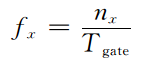 f_x = n_x / T_gate